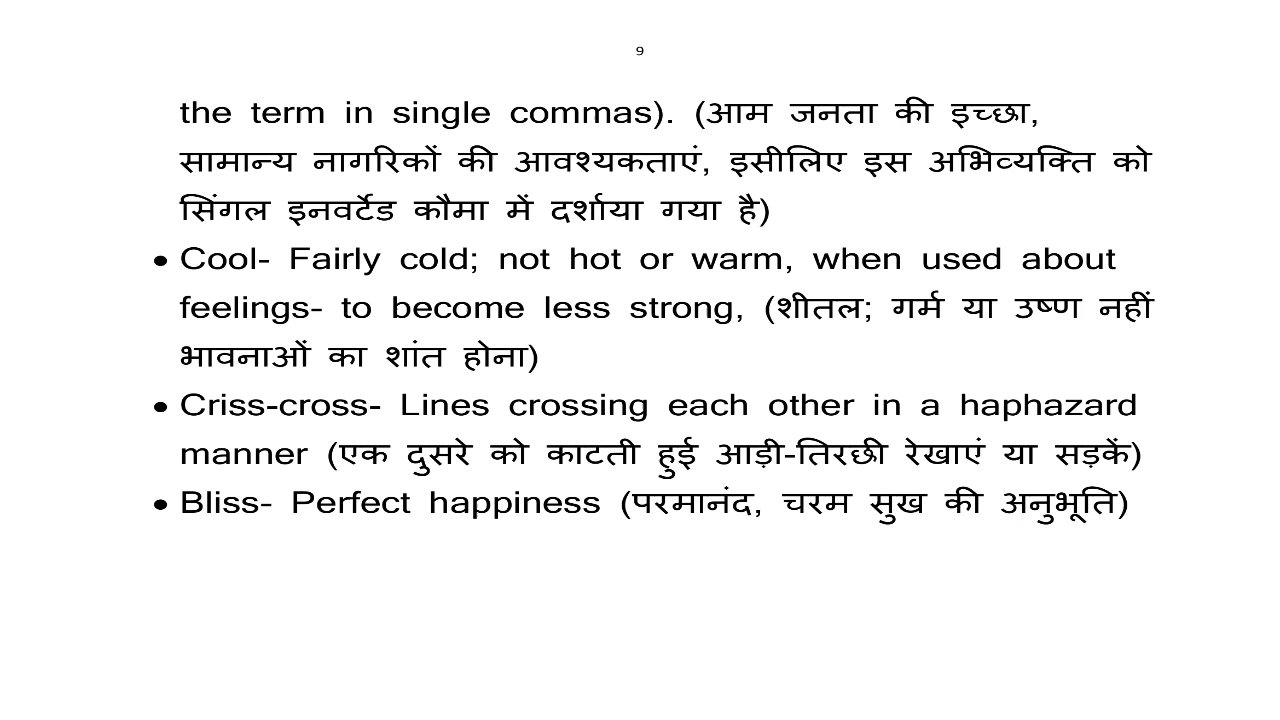 9
the term in single commas). (आम जनता की इच्छा,
सामान्य नागरिकों की आवश्यकताएं, इसीलिए इस अभिव्यक्ति को
सिंगल इनवर्टेड कौमा में दर्शाया गया है)
• Cool- Fairly cold; not hot or warm, when used about
feelings- to become less strong, (शीतल; गर्म या उष्ण नहीं
भावनाओं का शांत होना)
• Criss-cross- Lines crossing each other in a haphazard
manner (एक दुसरे को काटती हुई आड़ी-तिरछी रेखाएं या सड़कें)
• Bliss- Perfect happiness (परमानंद, चरम सुख की अनुभूति)